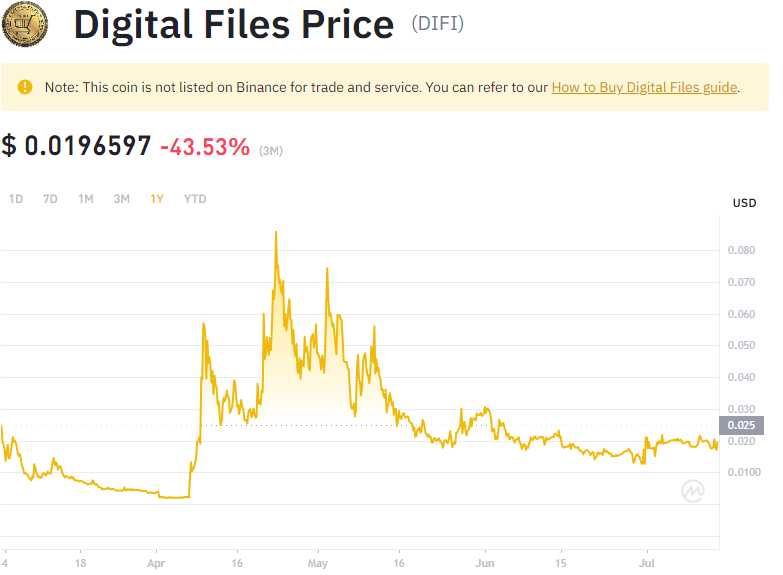 Digital Files Price (DIFI)
Note: This coin is not listed on Binance for trade and service. You can refer to our How to Buy Digital Files guide.
$ 0.0196597 -43.53% (3M)
1D 7D 1M 3M 1Y YTD
USD
0.080
0.070
0.060
0.050
0.040
0.030
0.025
0.020
0.0100
4 18 Apr 16 May 16 Jun 15 Jul